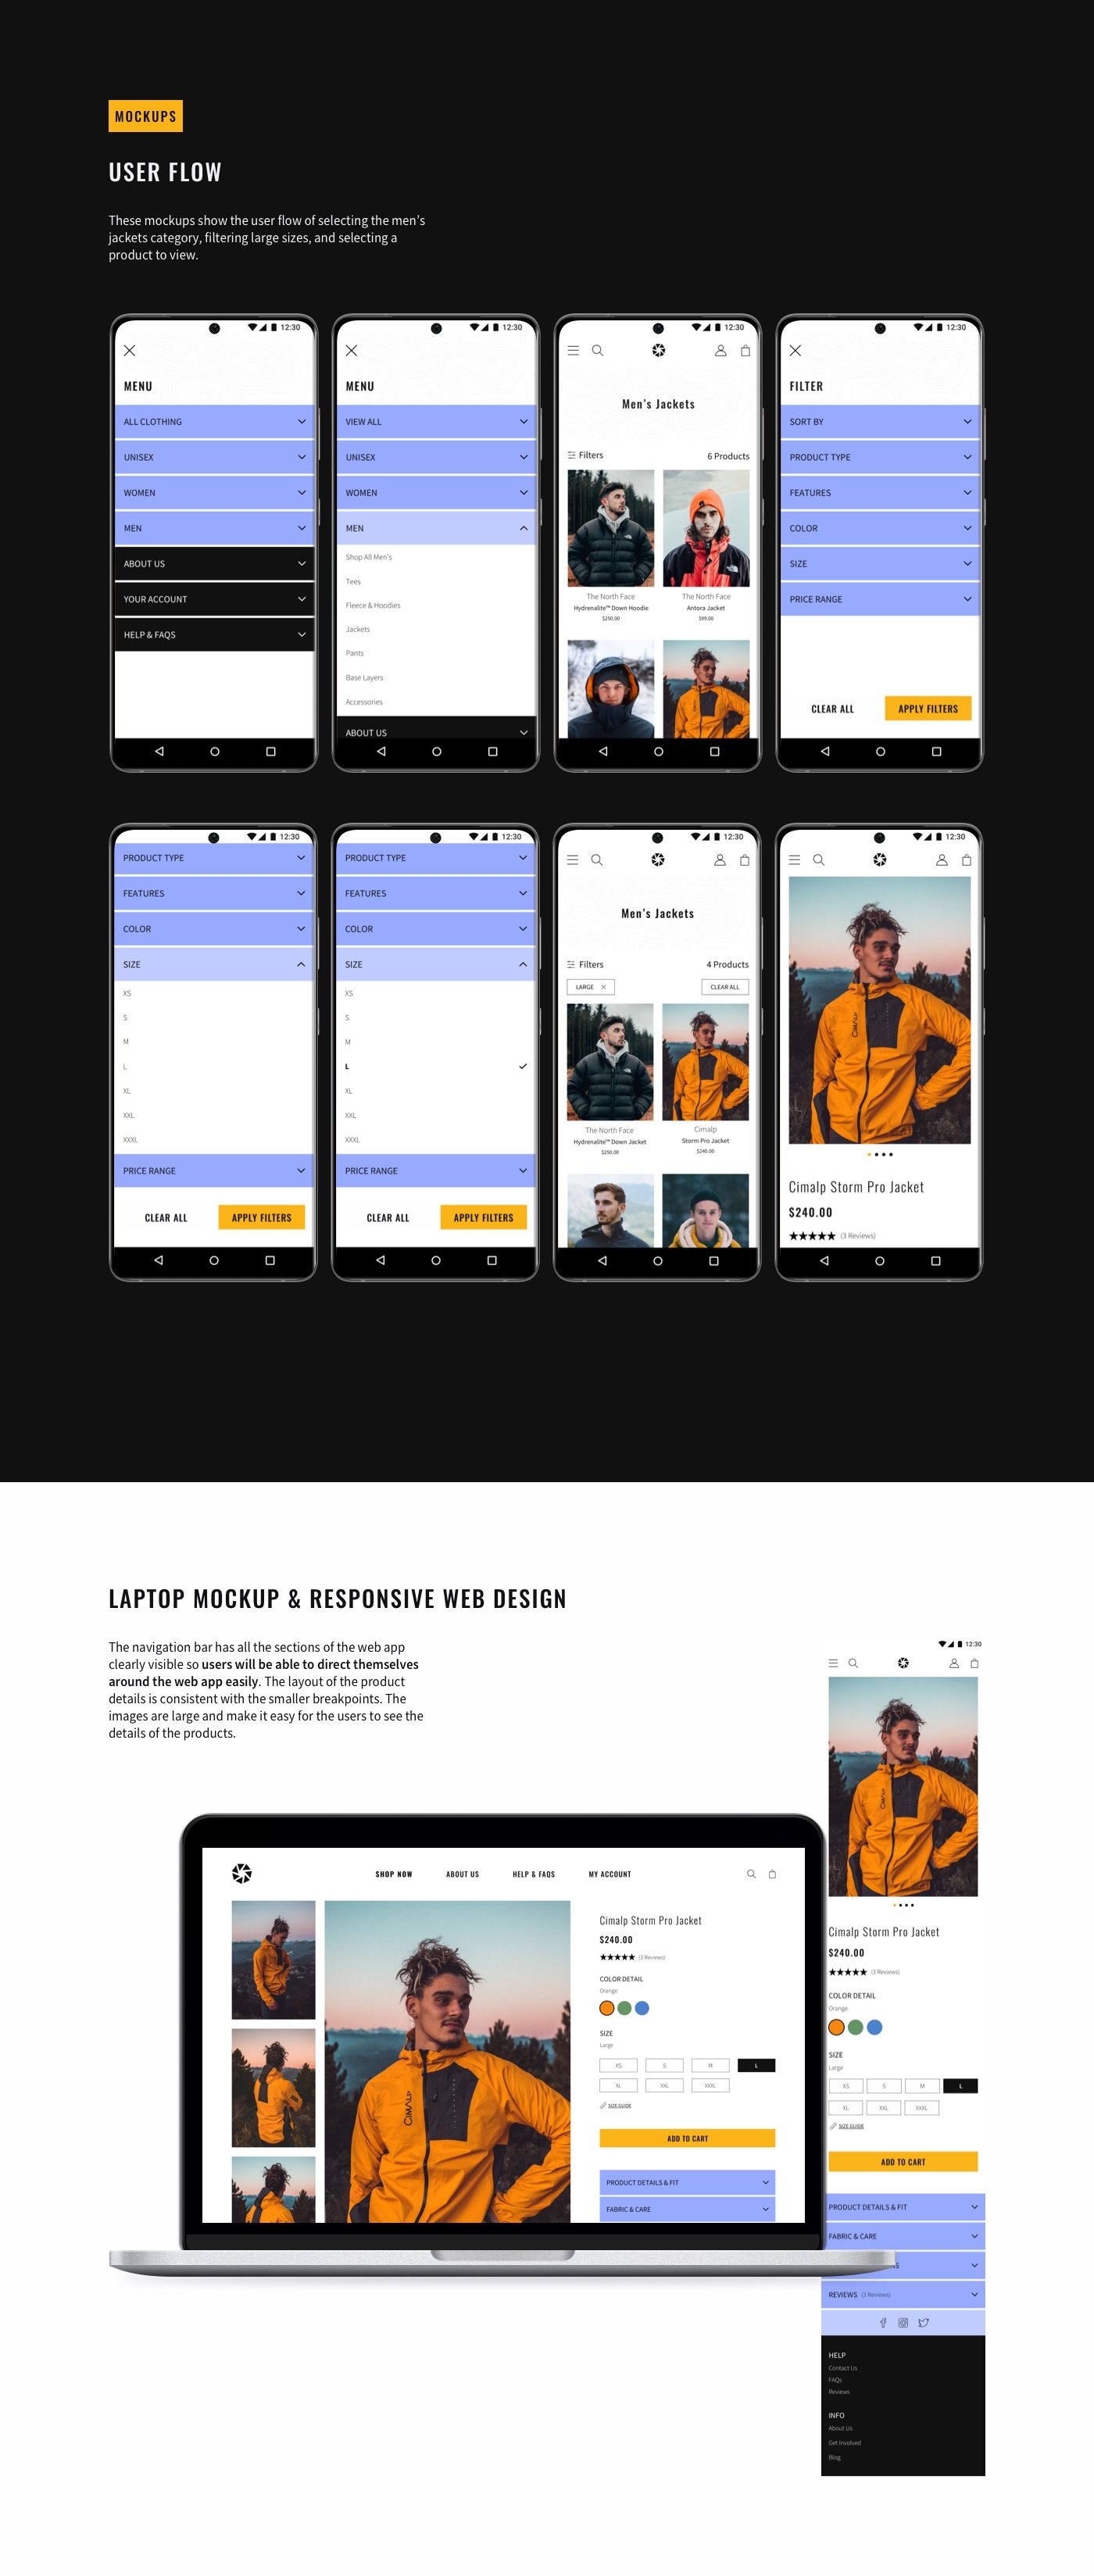 MOCKUPS
USER FLOW
These mockups show the user flow of selecting the men's
jackets category, filtering large sizes, and selecting a
product to view.
12:30
MENU
ALL CLOTHING
UNISEX
WOMEN
MEN
ABOUT US
YOUR ACCOUNT
HELP & FAQS
12:30
MENU
VIEW ALL
UNISEX
WOMEN
MEN
Shop All Men's
Tees
Fleece & Hoodies
Jackets
Pants
Base Layers
Accessories
ABOUT US
12:30
Men's Jackets
Filters 6 Products
The North Face
Hydrenalite™ Down Hoodie
$250.00
The North Face
Antora Jacket
$99.00
12:30
FILTER
SORT BY
PRODUCT TYPE
FEATURES
COLOR
SIZE
PRICE RANGE
CLEAR ALL APPLY FILTERS
12:30
PRODUCT TYPE
FEATURES
COLOR
SIZE
XS
S
M
L
XL
XXL
XXXL
PRICE RANGE
CLEAR ALL APPLY FILTERS
12:30
PRODUCT TYPE
FEATURES
COLOR
SIZE
XS
S
M
L
XL
XXL
XXXL
PRICE RANGE
CLEAR ALL APPLY FILTERS
12:30
Men's Jackets
Filters 4 Products
LARGE CLEAR ALL
The North Face
Hydrenalite™ Down Jacket
$250.00
Cimalp
Storm Pro Jacket
$240.00
12:30
CIMALP
Cimalp Storm Pro Jacket
$240.00
(3 Reviews)
LAPTOP MOCKUP & RESPONSIVE WEB DESIGN
The navigation bar has all the sections of the web app
clearly visible so users will be able to direct themselves
around the web app easily. The layout of the product
details is consistent with the smaller breakpoints. The
images are large and make it easy for the users to see the
details of the products.
SHOP NOW ABOUT US HELP & FAQS MY ACCOUNT
CIMALP
Cimalp Storm Pro Jacket
$240.00
(3 Reviews)
COLOR DETAIL
Orange
SIZE
Large
XS S M L
XL XXL XXXL
SIZE GUIDE
ADD TO CART
PRODUCT DETAILS & FIT
FABRIC & CARE
12:30
CIMALP
Cimalp Storm Pro Jacket
$240.00
(3 Reviews)
COLOR DETAIL
Orange
SIZE
Large
XS S M L
XL XXL XXXL
SIZE GUIDE
ADD TO CART
PRODUCT DETAILS & FIT
FABRIC & CARE
REVIEWS (3 Reviews)
HELP
Contact Us
FAQs
Reviews
INFO
About Us
Get Involved
Blog